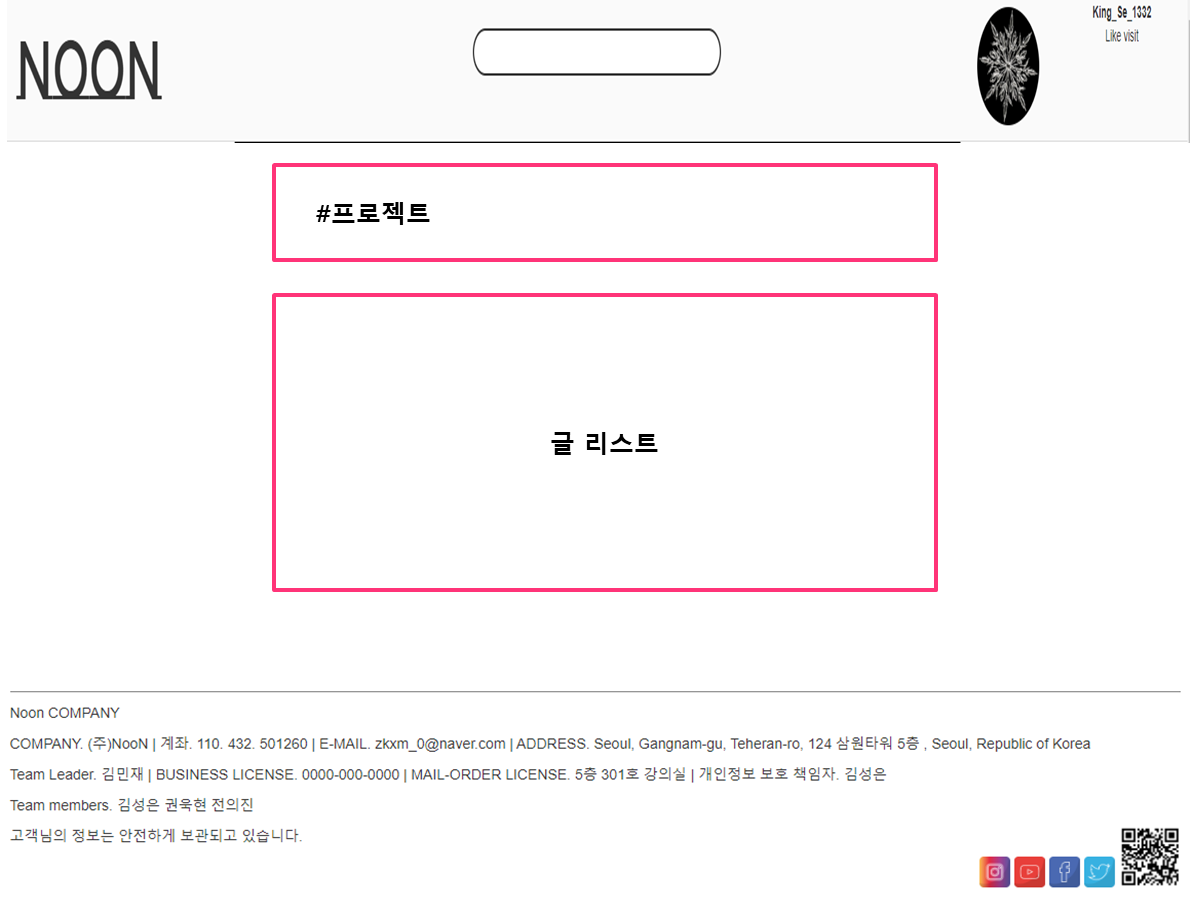 NOON
King_Se_1332
Like visit
#프로젝트
글 리스트
Noon COMPANY
COMPANY. (주)NooN | 계좌. 110. 432. 501260 | E-MAIL. zkxm_0@naver.com | ADDRESS. Seoul, Gangnam-gu, Teheran-ro, 124 삼원타워 5층 , Seoul, Republic of Korea
Team Leader. 김민재 | BUSINESS LICENSE. 0000-000-0000 | MAIL-ORDER LICENSE. 5층 301호 강의실 | 개인정보 보호 책임자. 김성은
Team members. 김성은 권욱현 전의진
고객님의 정보는 안전하게 보관되고 있습니다.